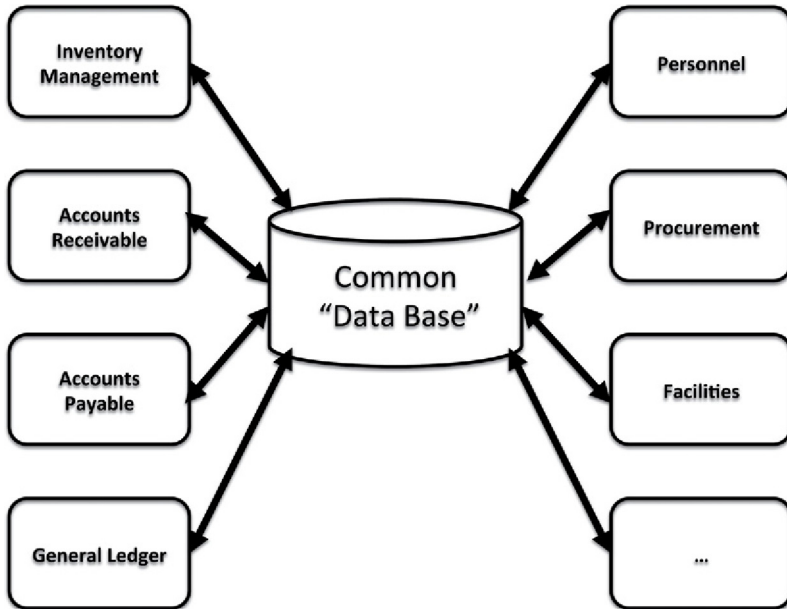 Inventory
Management
Personnel
Accounts
Receivable
Procurement
Common
“Data Base”
Accounts
Payable
Facilities
General Ledger
...